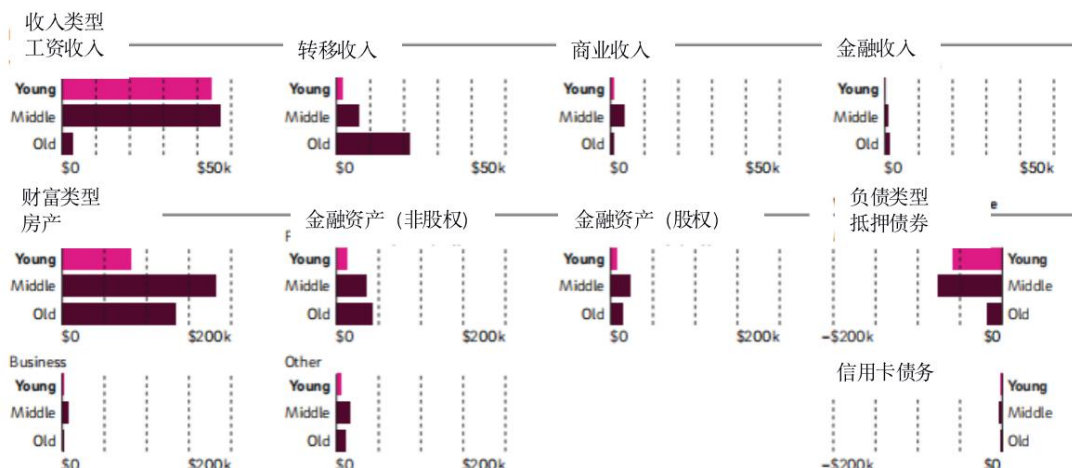 收入类型
工资收入
转移收入
商业收入
金融收入
Young
Middle
Old
$0 $50k
Young
Middle
Old
$0 $50k
Young
Middle
Old
$0 $50k
Young
Middle
Old
$0 $50k
财富类型
房产
金融资产（非股权）
金融资产（股权）
负债类型
抵押债券
Young
Middle
Old
$0 $200k
Young
Middle
Old
$0 $200k
Young
Middle
Old
$0 $200k
Young
Middle
Old
–$200k $0
Business
Young
Middle
Old
$0 $200k
Other
Young
Middle
Old
$0 $200k
信用卡债务
Young
Middle
Old
–$200k $0